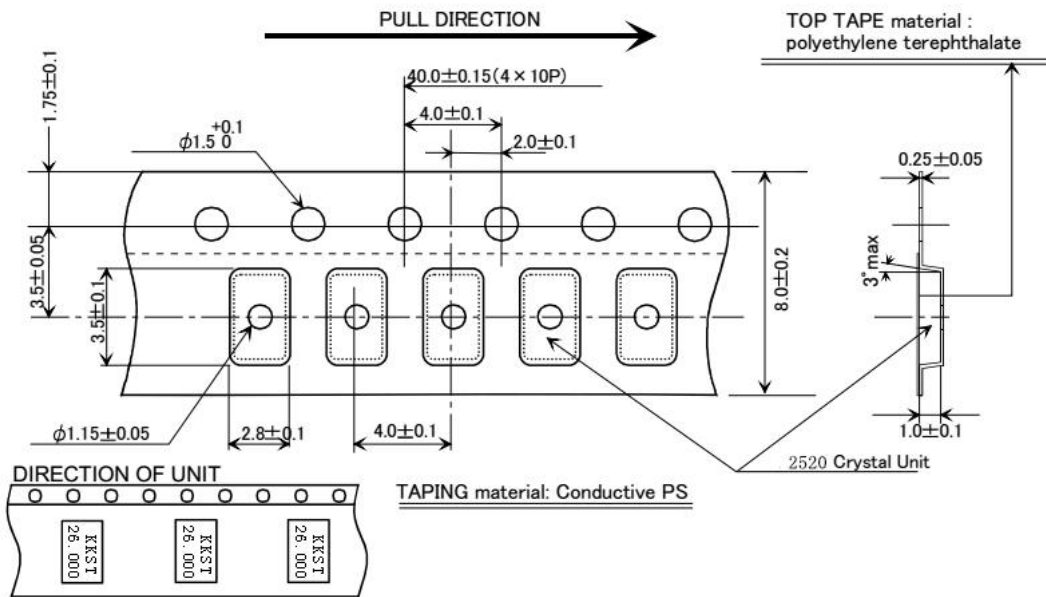 PULL DIRECTION
TOP TAPE material :
polyethylene terephthalate
1.75±0.1
40.0±0.15(4×10P)
+0.1
φ1.5 0
4.0±0.1
2.0±0.1
0.25±0.05
3.5±0.05
3.5±0.1
8.0±0.2
3°max
φ1.15±0.05
2.8±0.1
4.0±0.1
1.0±0.1
2520 Crystal Unit
DIRECTION OF UNIT
TAPING material: Conductive PS
KKST
26.000
KKST
26.000
KKST
26.000